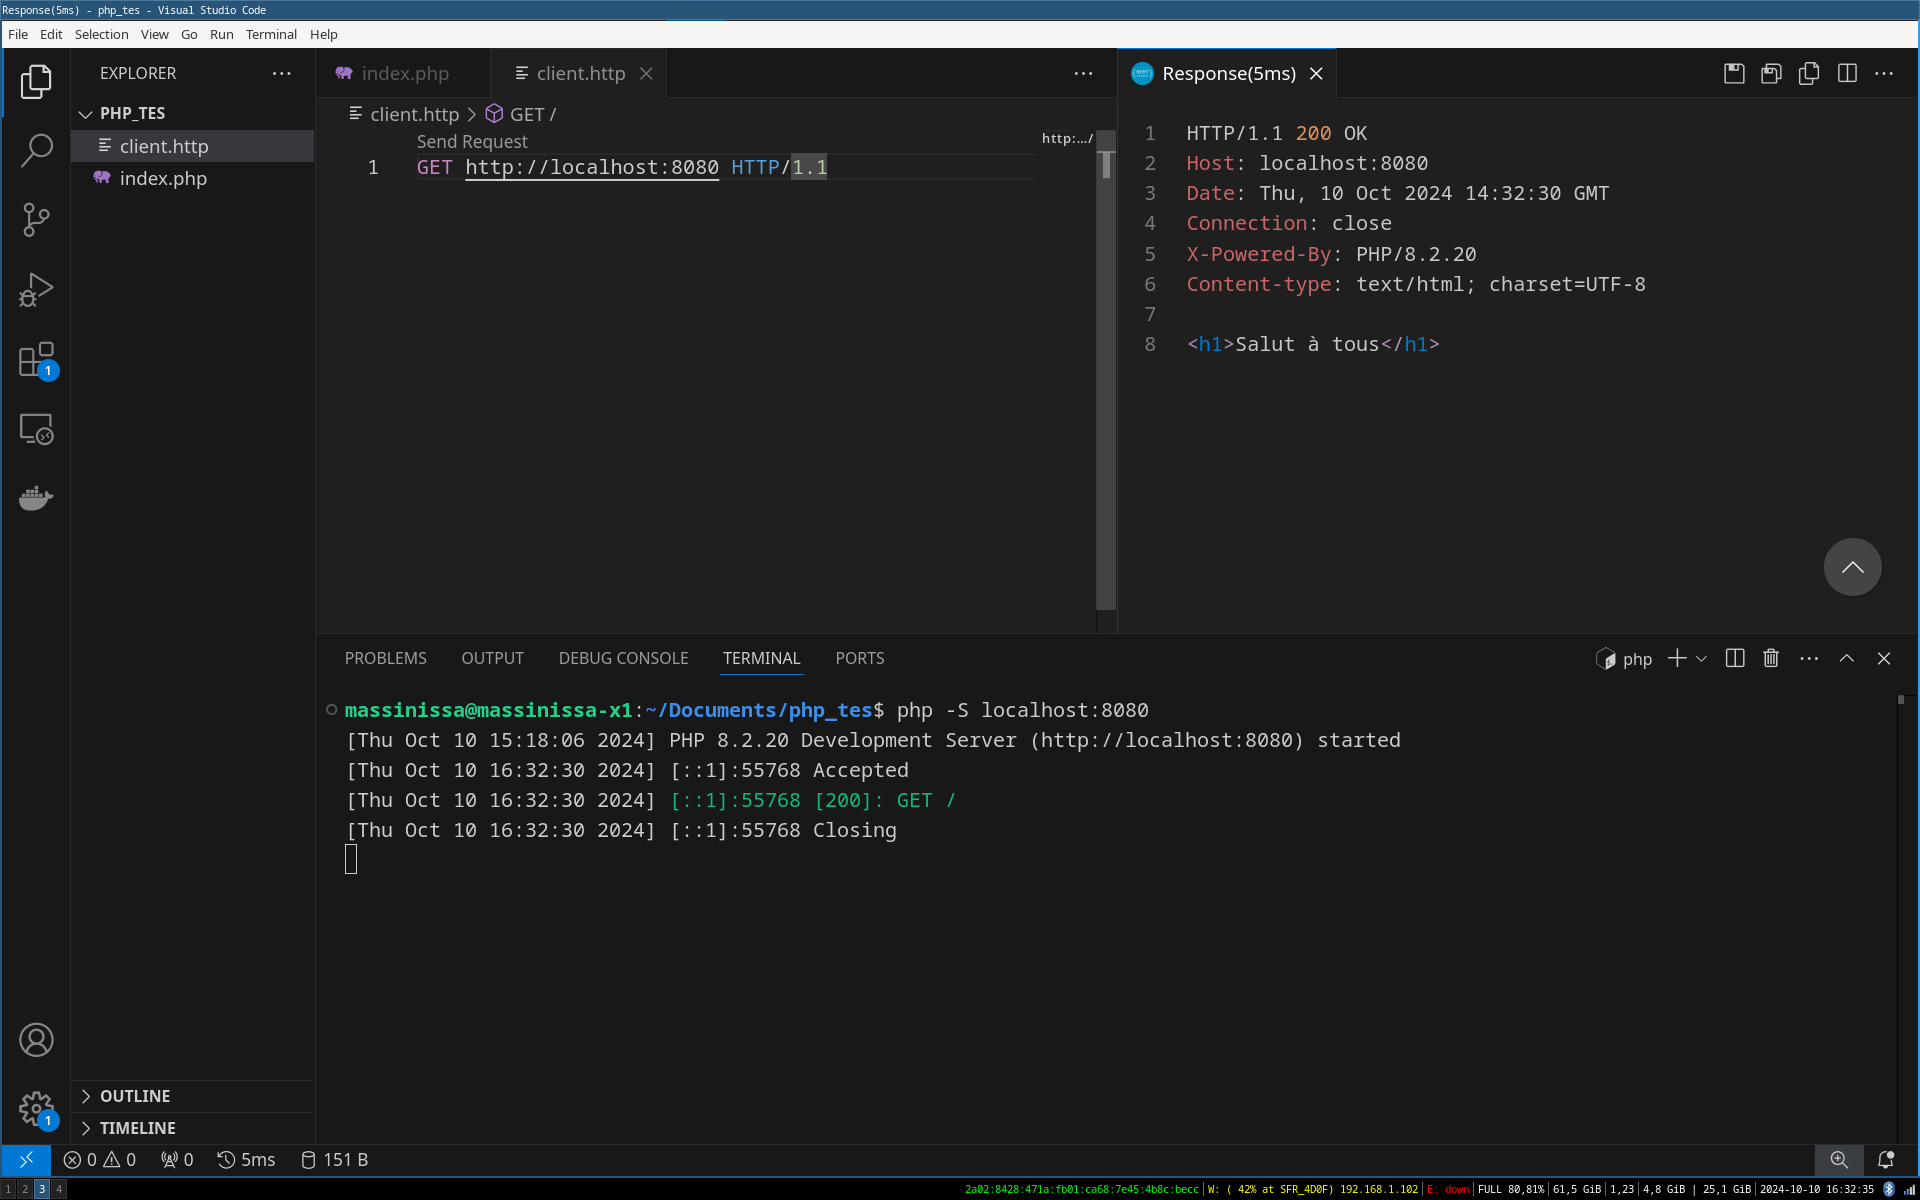 Response(5ms) - php_tes - Visual Studio Code
File Edit Selection View Go Run Terminal Help
EXPLORER
PHP_TES
client.http
index.php
OUTLINE
TIMELINE
1
1
index.php
client.http
client.http > GET /
Send Request
1 GET http://localhost:8080 HTTP/1.1
http:.../
Response(5ms)
1 HTTP/1.1 200 OK
2 Host: localhost:8080
3 Date: Thu, 10 Oct 2024 14:32:30 GMT
4 Connection: close
5 X-Powered-By: PHP/8.2.20
6 Content-type: text/html; charset=UTF-8
7
8 <h1>Salut à tous</h1>
PROBLEMS OUTPUT DEBUG CONSOLE TERMINAL PORTS
php
massinissa@massinissa-x1:~/Documents/php_tes$ php -S localhost:8080
[Thu Oct 10 15:18:06 2024] PHP 8.2.20 Development Server (http://localhost:8080) started
[Thu Oct 10 16:32:30 2024] [::1]:55768 Accepted
[Thu Oct 10 16:32:30 2024] [::1]:55768 [200]: GET /
[Thu Oct 10 16:32:30 2024] [::1]:55768 Closing
0 0 0 5ms 151 B
1 2 3 4
2a02:8428:471a:fb01:ca68:7e45:4b8c:becc|W: ( 42% at SFR_4D0F) 192.168.1.102|E: down|FULL 80,81%|61,5 GiB|1,23|4,8 GiB | 25,1 GiB|2024-10-10 16:32:35